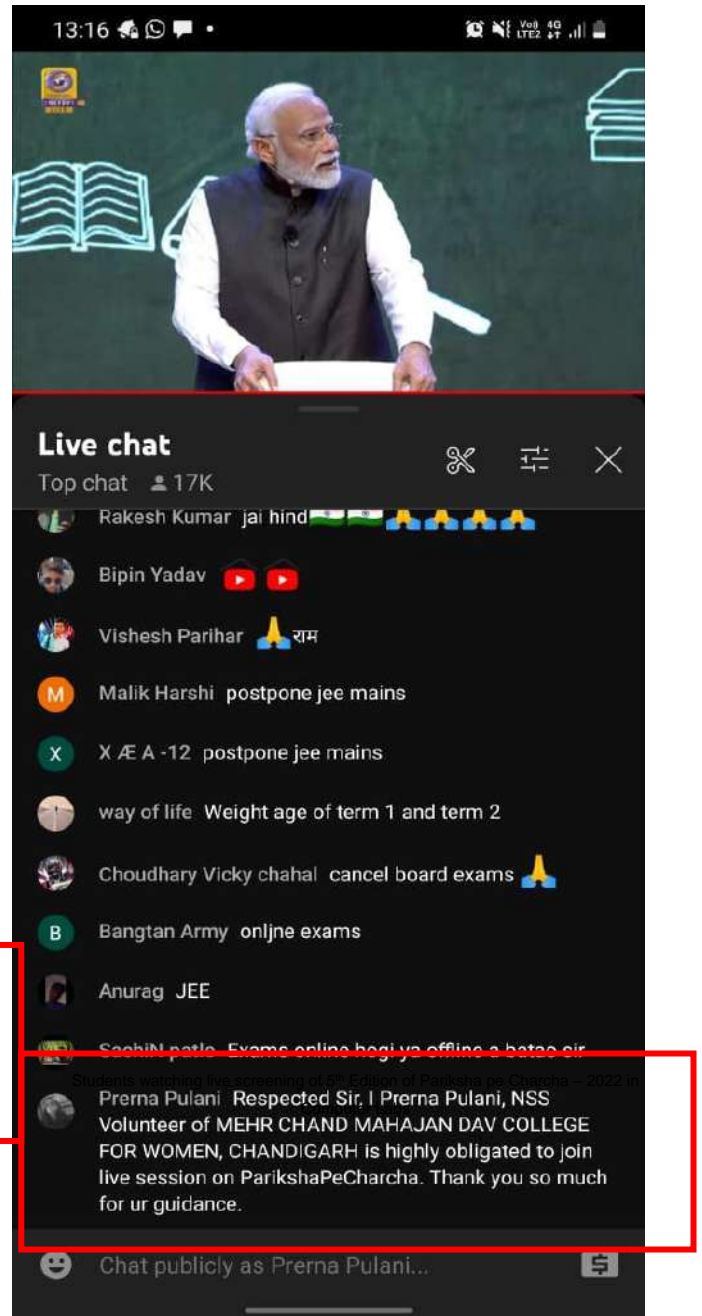 13:16
Vo)) 4G
LTE2
Live chat
Top chat 17K
Rakesh Kumar jai hind
Bipin Yadav
Vishesh Parihar राम
M Malik Harshi postpone jee mains
X X Æ A -12 postpone jee mains
way of life Weight age of term 1 and term 2
Choudhary Vicky chahal cancel board exams
B Bangtan Army onljne exams
Anurag JEE
SachiN patle Exams online hogi ya offline a batao sir
Students watching live screening of 5th Edition of Pariksha pe Charcha – 2022 in
Prerna Pulani Respected Sir, I Prerna Pulani, NSS
Volunteer of MEHR CHAND MAHAJAN DAV COLLEGE
FOR WOMEN, CHANDIGARH is highly obligated to join
live session on ParikshaPeCharcha. Thank you so much
for ur guidance.
Chat publicly as Prerna Pulani...